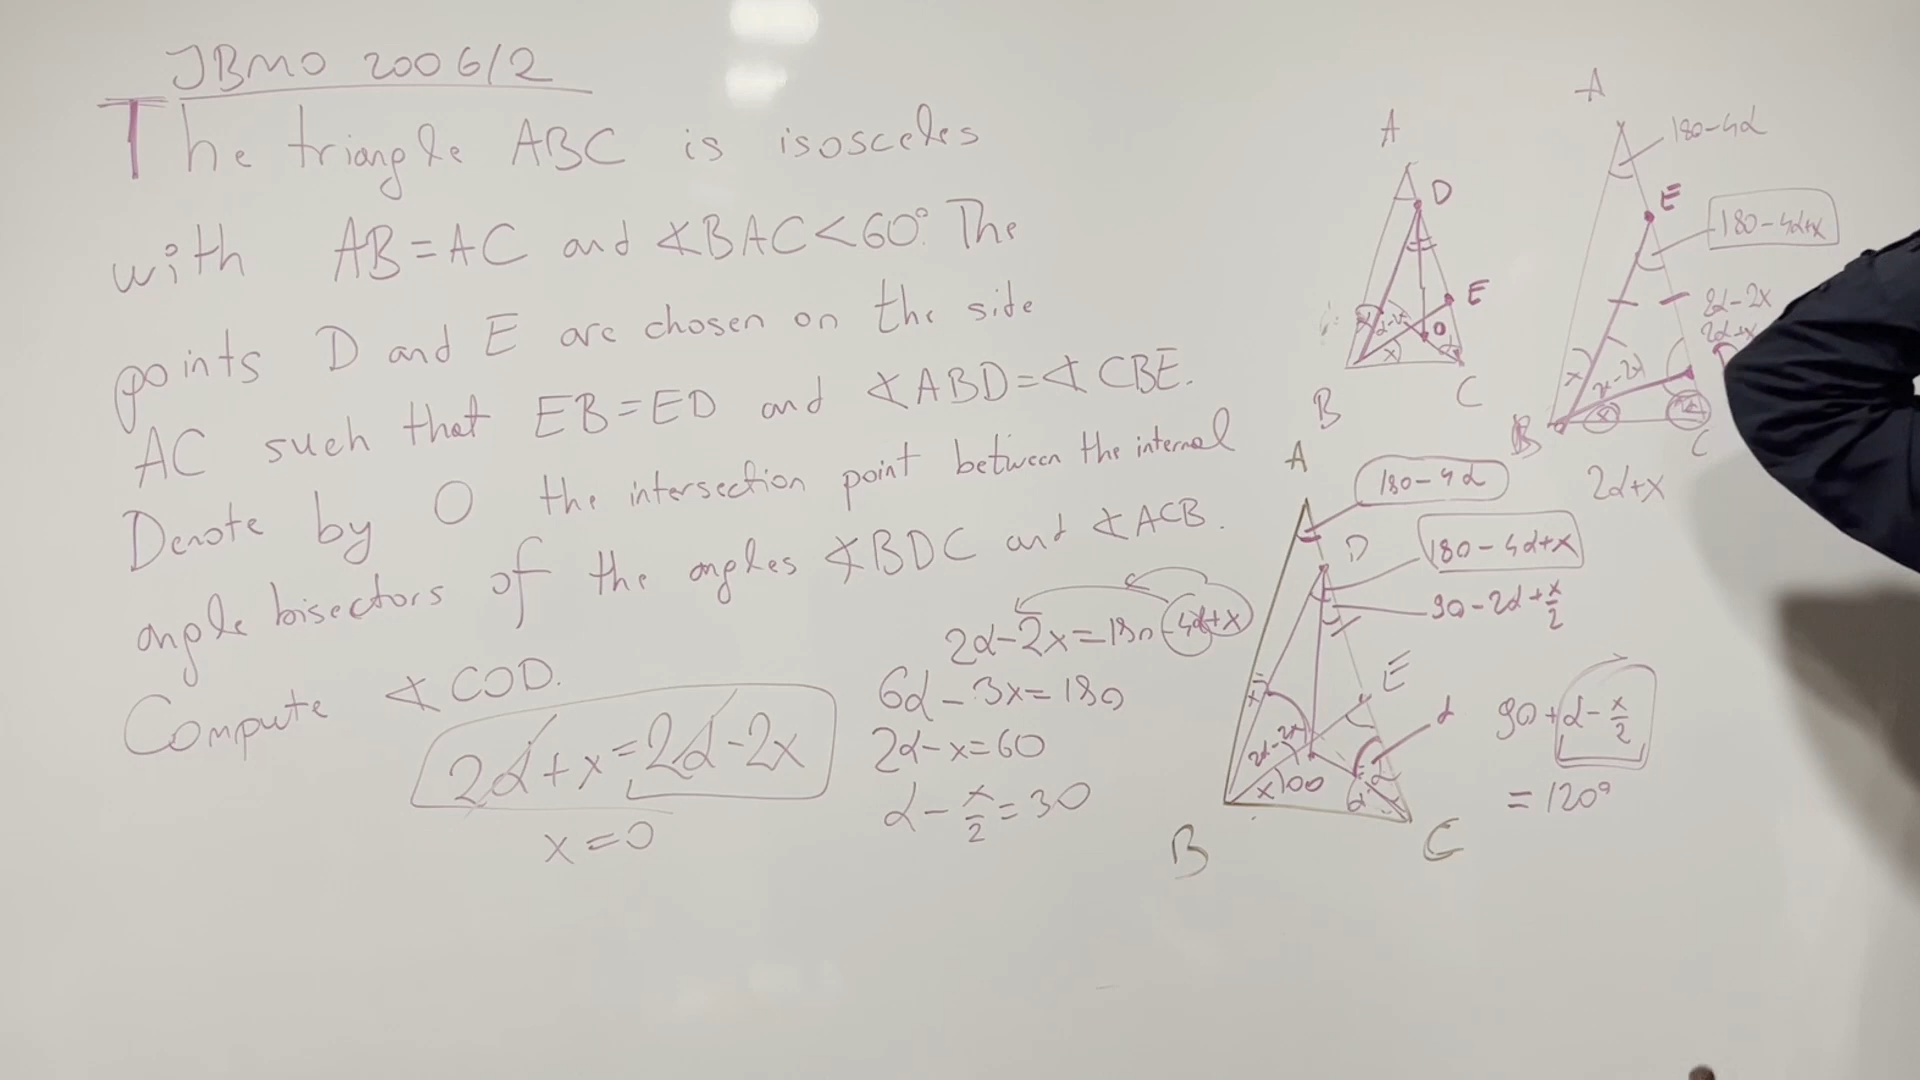 JBMO 2006/2
The triangle ABC is isosceles
with AB=AC and ∢BAC<60°. The
points D and E are chosen on the side
AC such that EB=ED and ∢ABD=∢CBE.
Denote by O the intersection point between the internal
angle bisectors of the angles ∢BDC and ∢ACB.
Compute ∢COD.
2α+x=2α-2x
x=0
2α-2x=180-4α+x
6α-3x=180
2α-x=60
α-x/2=30
A
D
E
O
x
B
C
A
180-4α
E
180-4α+x
2α-2x
x
x
B
C
2α+x
A
180-4α
D
180-4α+x
90-2α+x/2
E
α
x
2α-2x
x
O
α
α
B
C
90+α-x/2
=120°